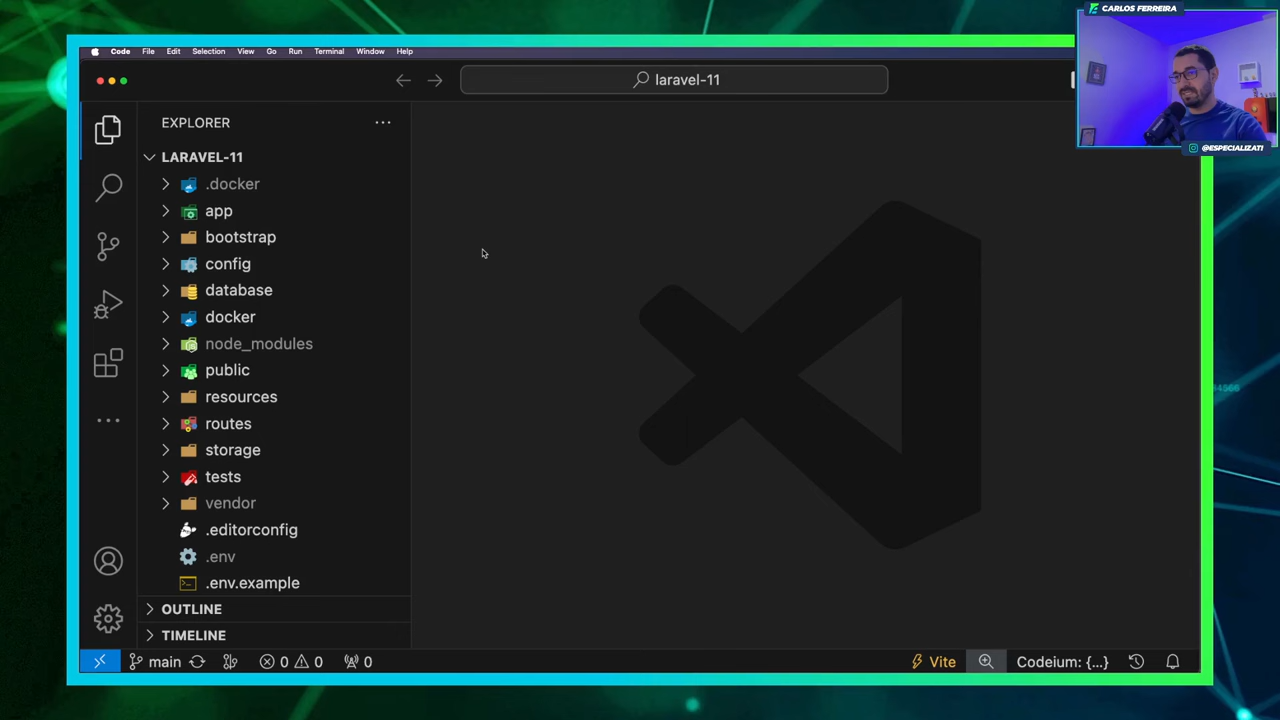 CARLOS FERREIRA
Code File Edit Selection View Go Run Terminal Window Help
laravel-11
@ESPECIALIZATI
EXPLORER
LARAVEL-11
.docker
app
bootstrap
config
database
docker
node_modules
public
resources
routes
storage
tests
vendor
.editorconfig
.env
.env.example
OUTLINE
TIMELINE
main 0 0 0 Vite Codeium: {...}